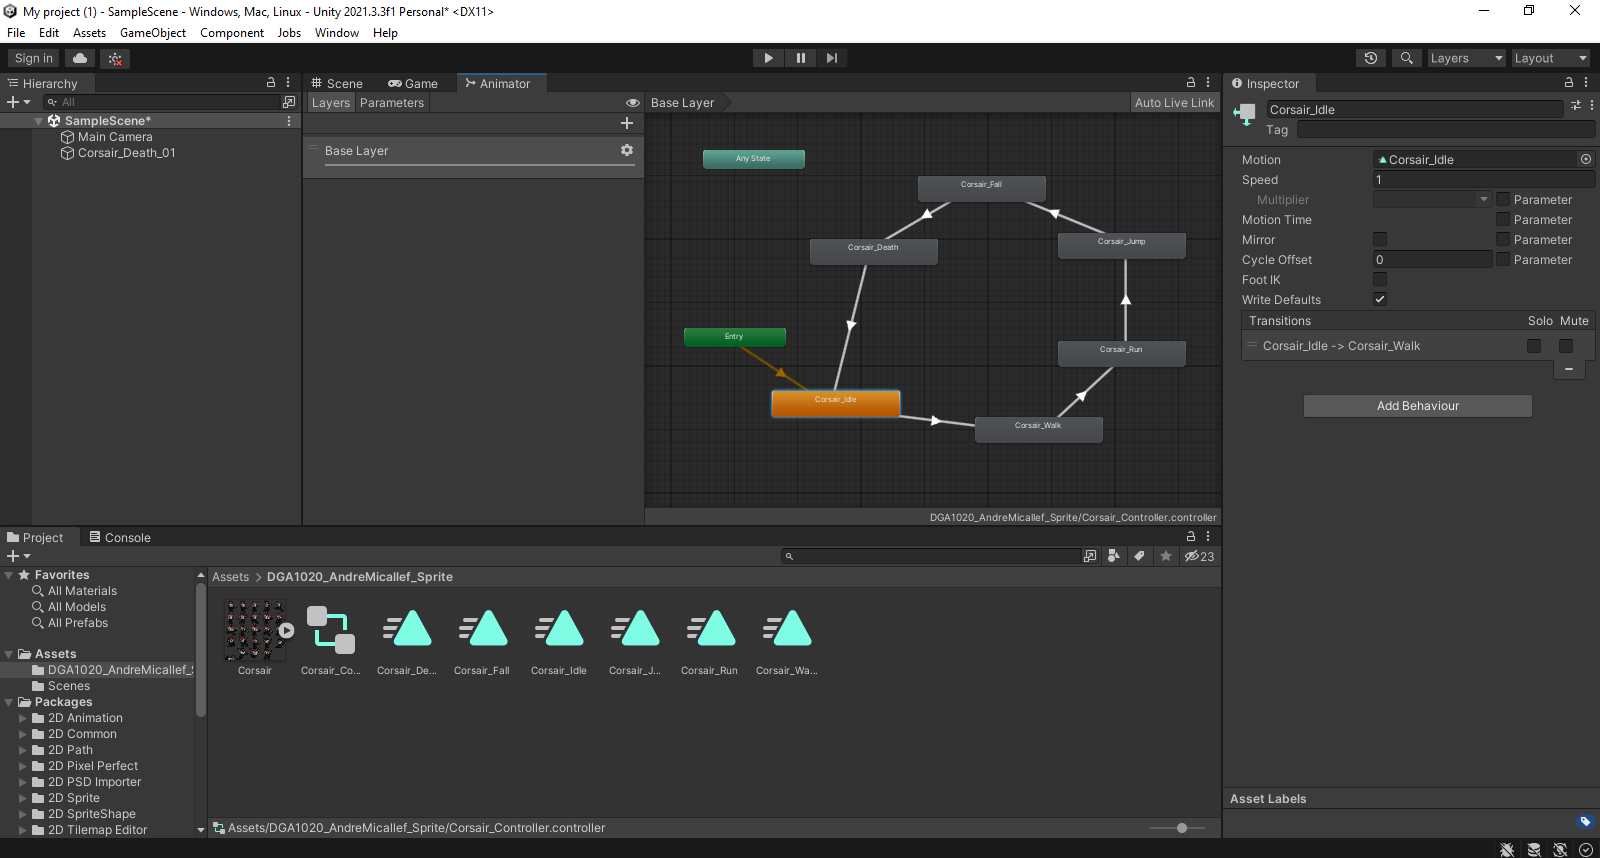 My project (1) - SampleScene - Windows, Mac, Linux - Unity 2021.3.3f1 Personal* <DX11>
File Edit Assets GameObject Component Jobs Window Help
Sign in
Layers Layout
Hierarchy
All
SampleScene*
Main Camera
Corsair_Death_01
Scene Game Animator
Layers Parameters
Base Layer
Base Layer
Auto Live Link
Any State
Corsair_Fall
Corsair_Death
Corsair_Jump
Entry
Corsair_Run
Corsair_Idle
Corsair_Walk
DGA1020_AndreMicallef_Sprite/Corsair_Controller.controller
Inspector
Corsair_Idle
Tag
Motion Corsair_Idle
Speed 1
Multiplier Parameter
Motion Time Parameter
Mirror Parameter
Cycle Offset 0 Parameter
Foot IK
Write Defaults
Transitions Solo Mute
Corsair_Idle -> Corsair_Walk
Add Behaviour
Asset Labels
Project Console
23
Favorites
All Materials
All Models
All Prefabs
Assets
DGA1020_AndreMicallef_
Scenes
Packages
2D Animation
2D Common
2D Path
2D Pixel Perfect
2D PSD Importer
2D Sprite
2D SpriteShape
2D Tilemap Editor
Assets > DGA1020_AndreMicallef_Sprite
Corsair Corsair_Co... Corsair_De... Corsair_Fall Corsair_Idle Corsair_J... Corsair_Run Corsair_Wa...
Assets/DGA1020_AndreMicallef_Sprite/Corsair_Controller.controller